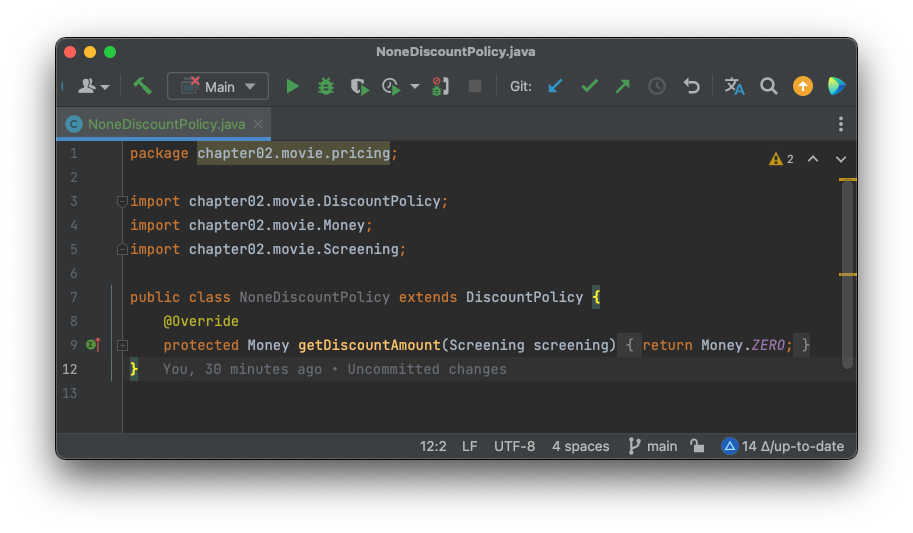 NoneDiscountPolicy.java
Main Git:
NoneDiscountPolicy.java
1 package chapter02.movie.pricing; 2
2
3 import chapter02.movie.DiscountPolicy;
4 import chapter02.movie.Money;
5 import chapter02.movie.Screening;
6
7 public class NoneDiscountPolicy extends DiscountPolicy {
8 @Override
9 protected Money getDiscountAmount(Screening screening) { return Money.ZERO; }
12 } You, 30 minutes ago • Uncommitted changes
13
12:2 LF UTF-8 4 spaces main 14 Δ/up-to-date